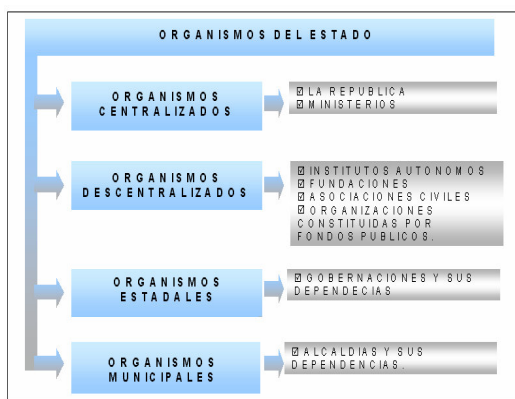 ORGANISMOS DEL ESTADO
ORGANISMOS
CENTRALIZADOS
☑ LA REPUBLICA
☑ MINISTERIOS
ORGANISMOS
DESCENTRALIZADOS
☑ INSTITUTOS AUTONOMOS
☑ FUNDACIONES
☑ ASOCIACIONES CIVILES
☑ ORGANIZACIONES
CONSTITUIDAS POR
FONDOS PUBLICOS.
ORGANISMOS
ESTADALES
☑ GOBERNACIONES Y SUS
DEPENDECIAS
ORGANISMOS
MUNICIPALES
☑ ALCALDIAS Y SUS
DEPENDENCIAS.